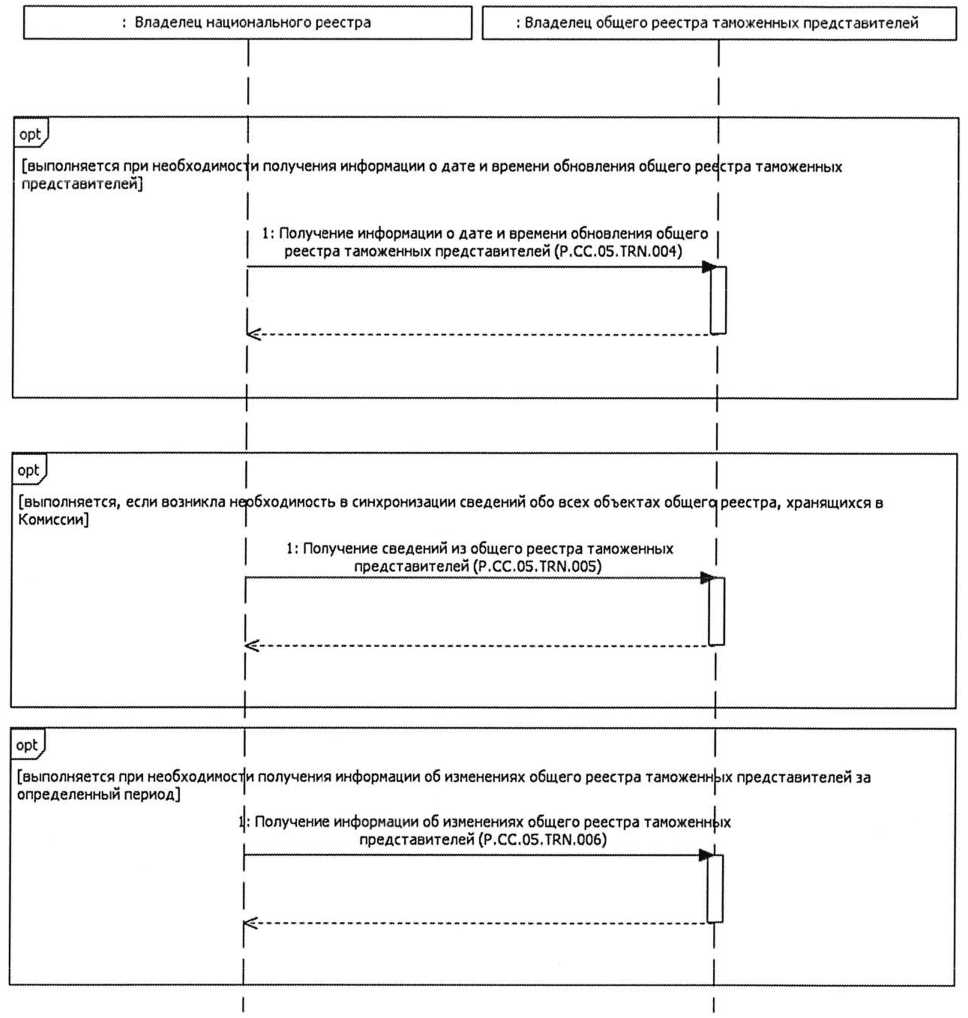 : Владелец национального реестра
: Владелец общего реестра таможенных представителей
opt
[выполняется при необходимости получения информации о дате и времени обновления общего реестра таможенных
представителей]
1: Получение информации о дате и времени обновления общего
реестра таможенных представителей (P.CC.05.TRN.004)
opt
[выполняется, если возникла необходимость в синхронизации сведений обо всех объектах общего реестра, хранящихся в
Комиссии]
1: Получение сведений из общего реестра таможенных
представителей (P.CC.05.TRN.005)
opt
[выполняется при необходимости получения информации об изменениях общего реестра таможенных представителей за
определенный период]
1: Получение информации об изменениях общего реестра таможенных
представителей (P.CC.05.TRN.006)